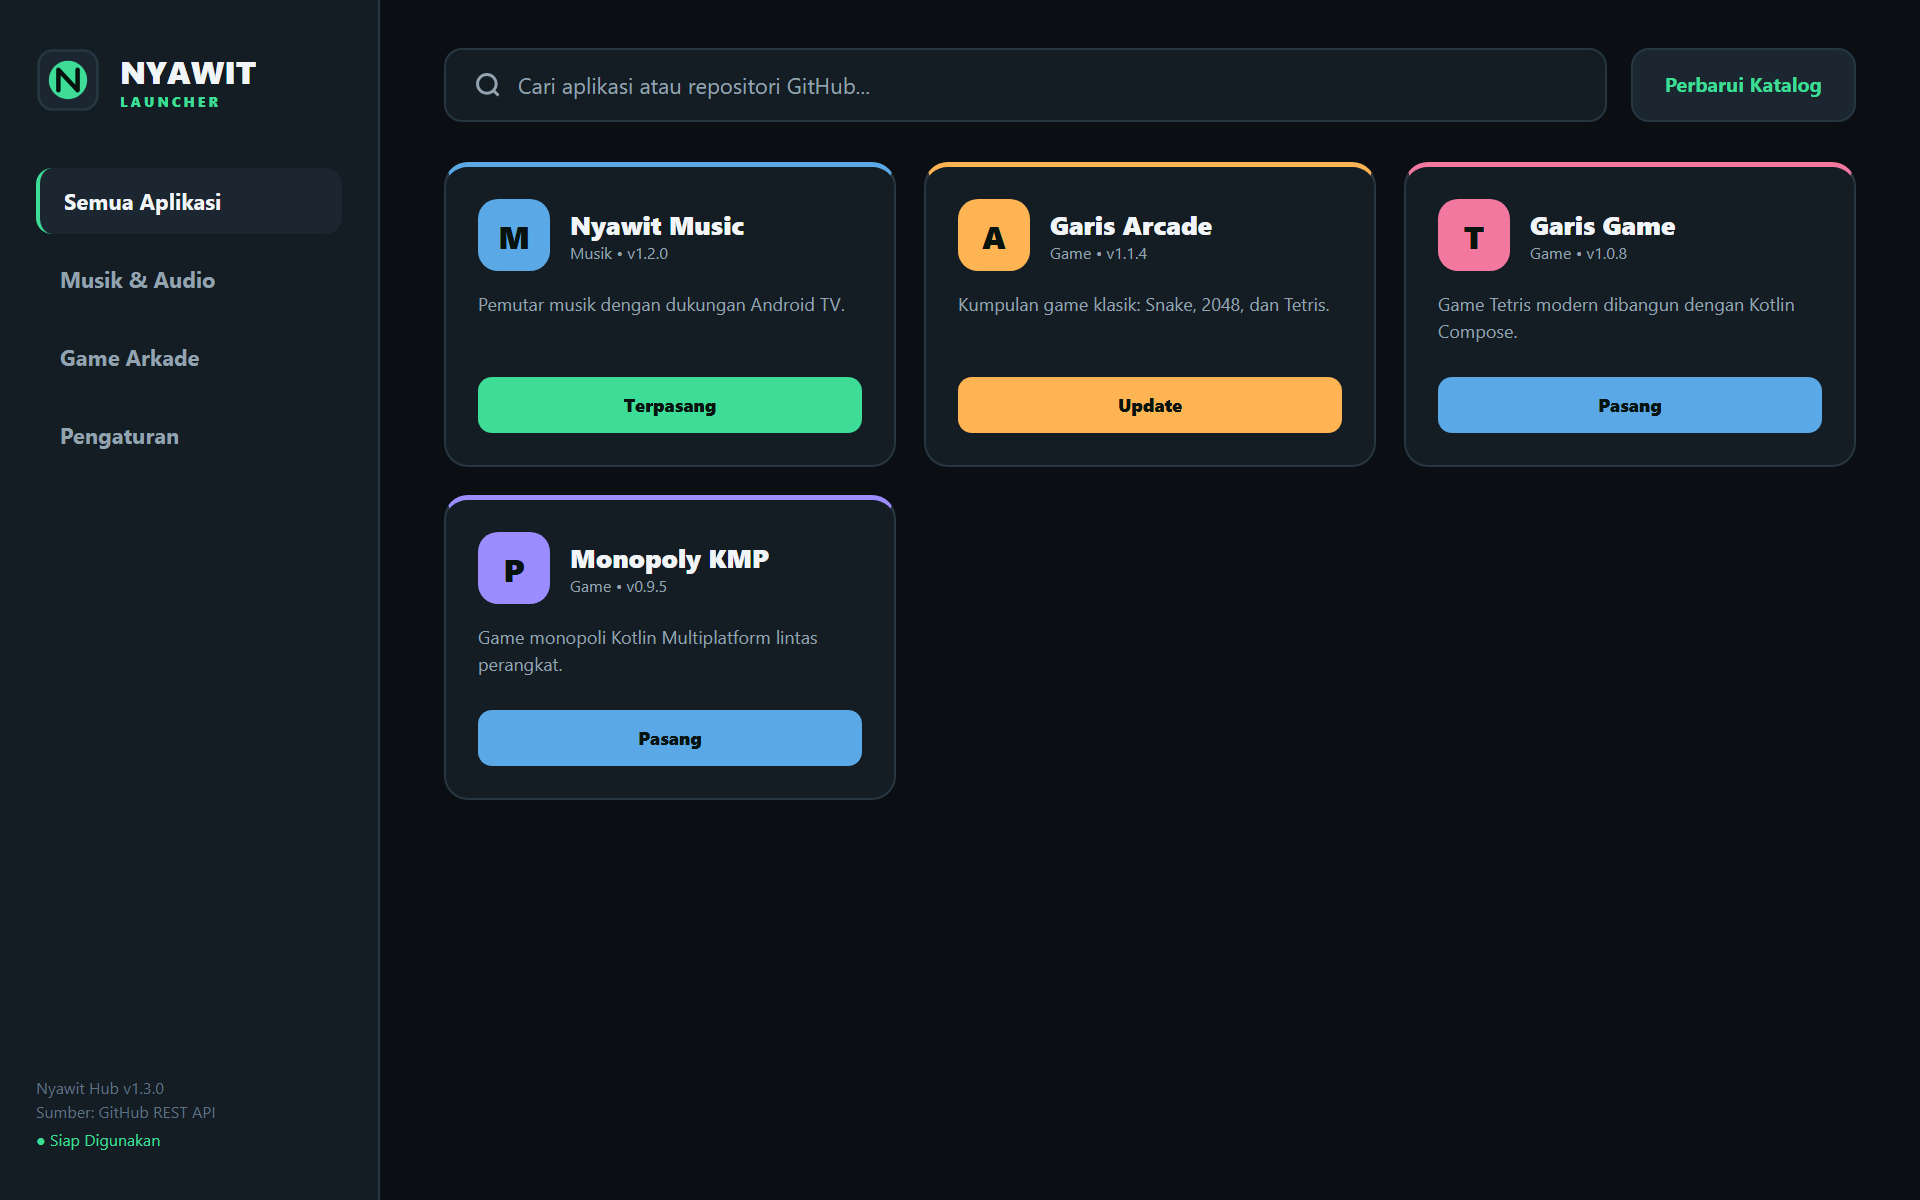 N
NYAWIT
LAUNCHER
Semua Aplikasi
Musik & Audio
Game Arkade
Pengaturan
Nyawit Hub v1.3.0
Sumber: GitHub REST API
● Siap Digunakan
Cari aplikasi atau repositori GitHub...
Perbarui Katalog
M
Nyawit Music
Musik • v1.2.0
Pemutar musik dengan dukungan Android TV.
Terpasang
A
Garis Arcade
Game • v1.1.4
Kumpulan game klasik: Snake, 2048, dan Tetris.
Update
T
Garis Game
Game • v1.0.8
Game Tetris modern dibangun dengan Kotlin
Compose.
Pasang
P
Monopoly KMP
Game • v0.9.5
Game monopoli Kotlin Multiplatform lintas
perangkat.
Pasang